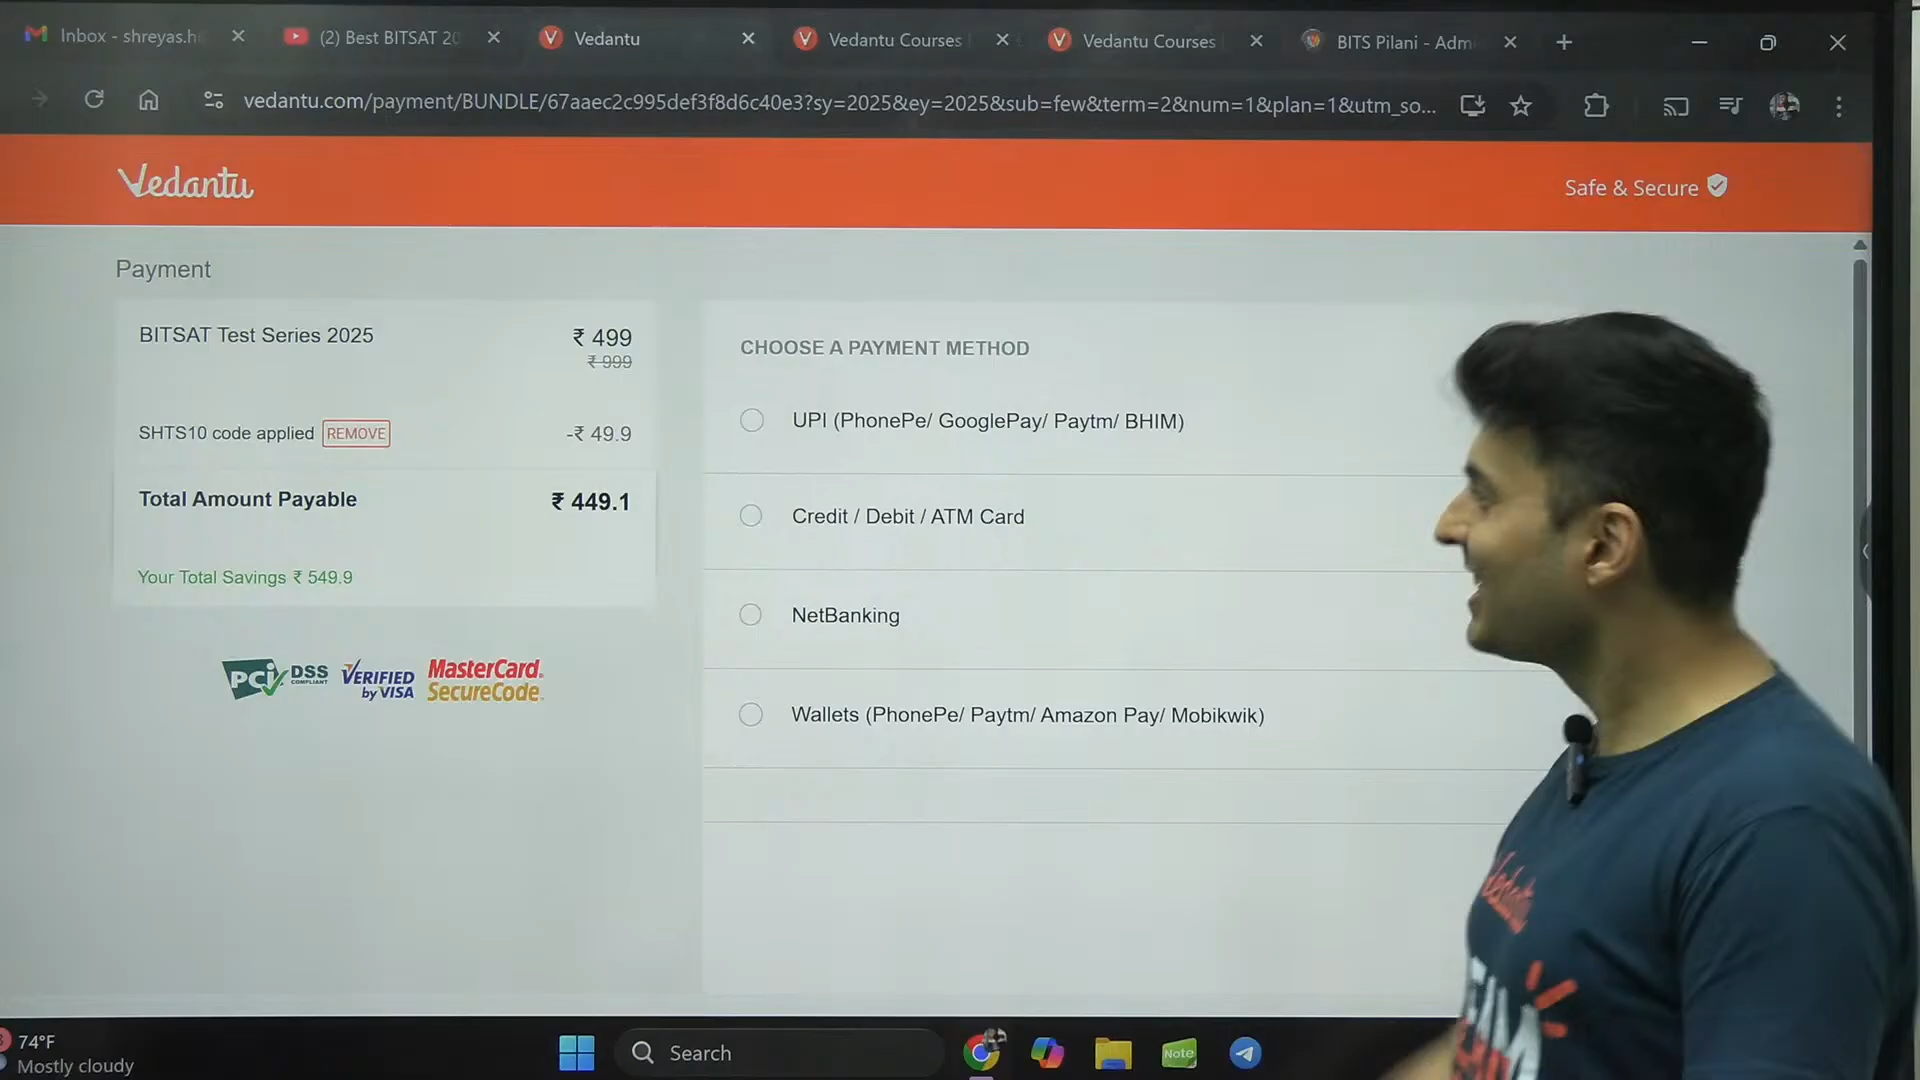 Inbox - shreyas.h
(2) Best BITSAT 20
Vedantu
Vedantu Courses
Vedantu Courses
BITS Pilani - Adm
vedantu.com/payment/BUNDLE/67aaec2c995def3f8d6c40e3?sy=2025&ey=2025&sub=few&term=2&num=1&plan=1&utm_so...
Vedantu
Safe & Secure
Payment
BITSAT Test Series 2025
₹ 499
₹ 999
SHTS10 code applied REMOVE
-₹ 49.9
Total Amount Payable
₹ 449.1
Your Total Savings ₹ 549.9
PCI DSS COMPLIANT
VERIFIED by VISA
MasterCard. SecureCode.
CHOOSE A PAYMENT METHOD
UPI (PhonePe/ GooglePay/ Paytm/ BHIM)
Credit / Debit / ATM Card
NetBanking
Wallets (PhonePe/ Paytm/ Amazon Pay/ Mobikwik)
Vedantu
74°F
Mostly cloudy
Search
Note